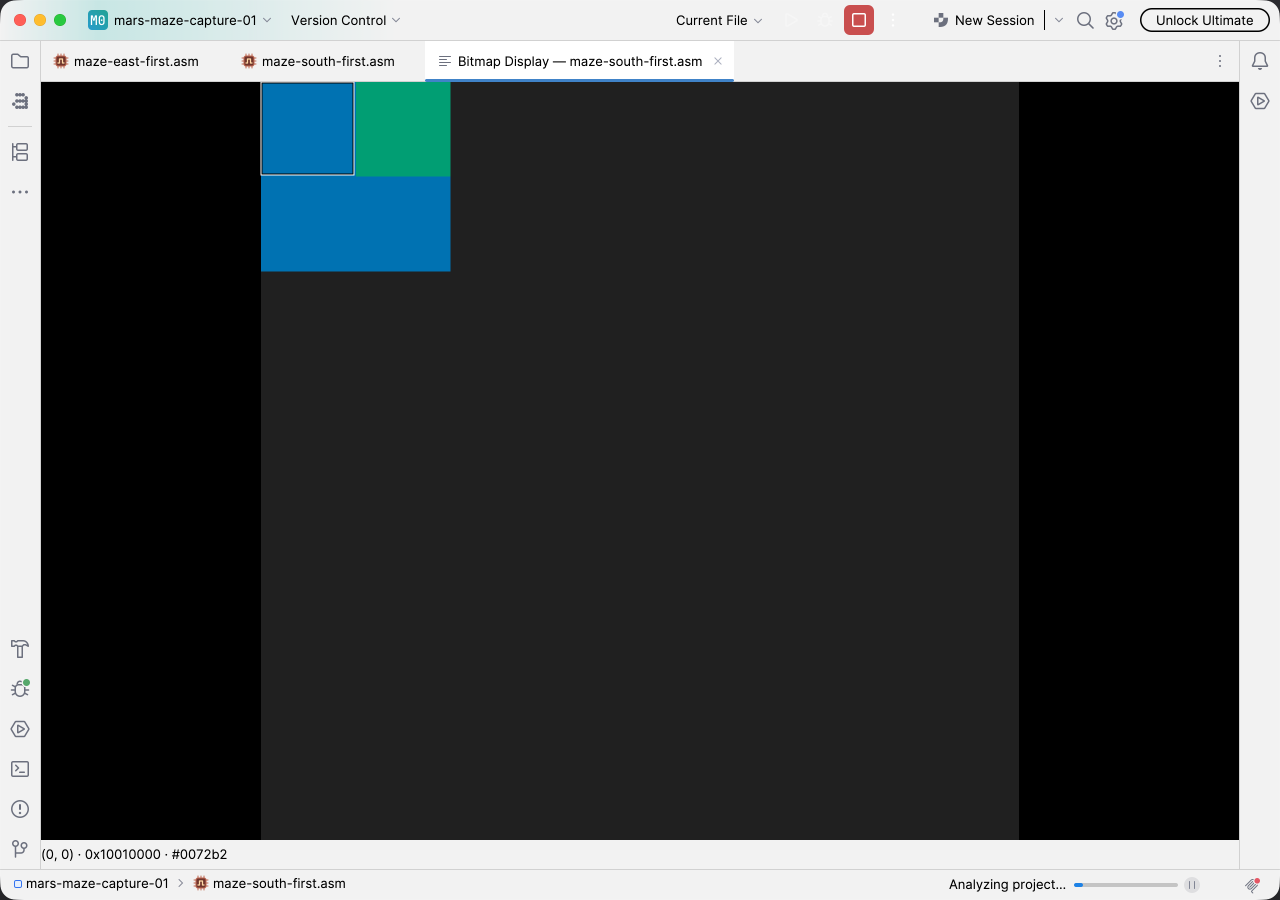 M0 mars-maze-capture-01 Version Control Current File New Session Unlock Ultimate
maze-east-first.asm maze-south-first.asm Bitmap Display — maze-south-first.asm
(0, 0) · 0x10010000 · #0072b2
mars-maze-capture-01 maze-south-first.asm Analyzing project...